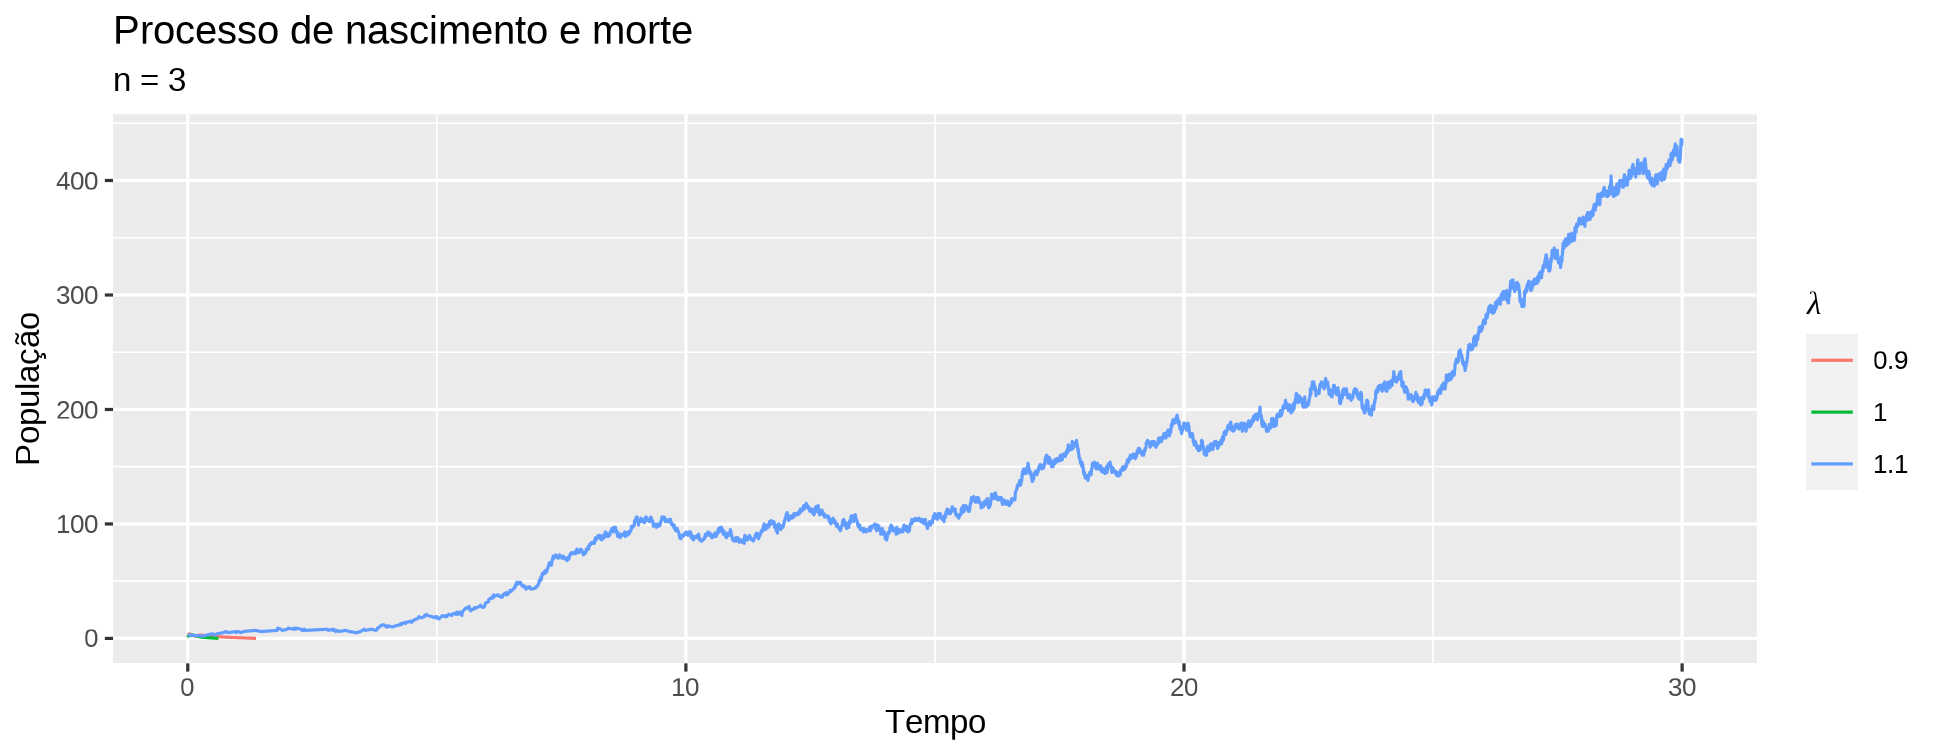 Processo de nascimento e morte
n = 3
População
400
300
200
100
0
0
10
20
30
Tempo
λ
0.9
1
1.1